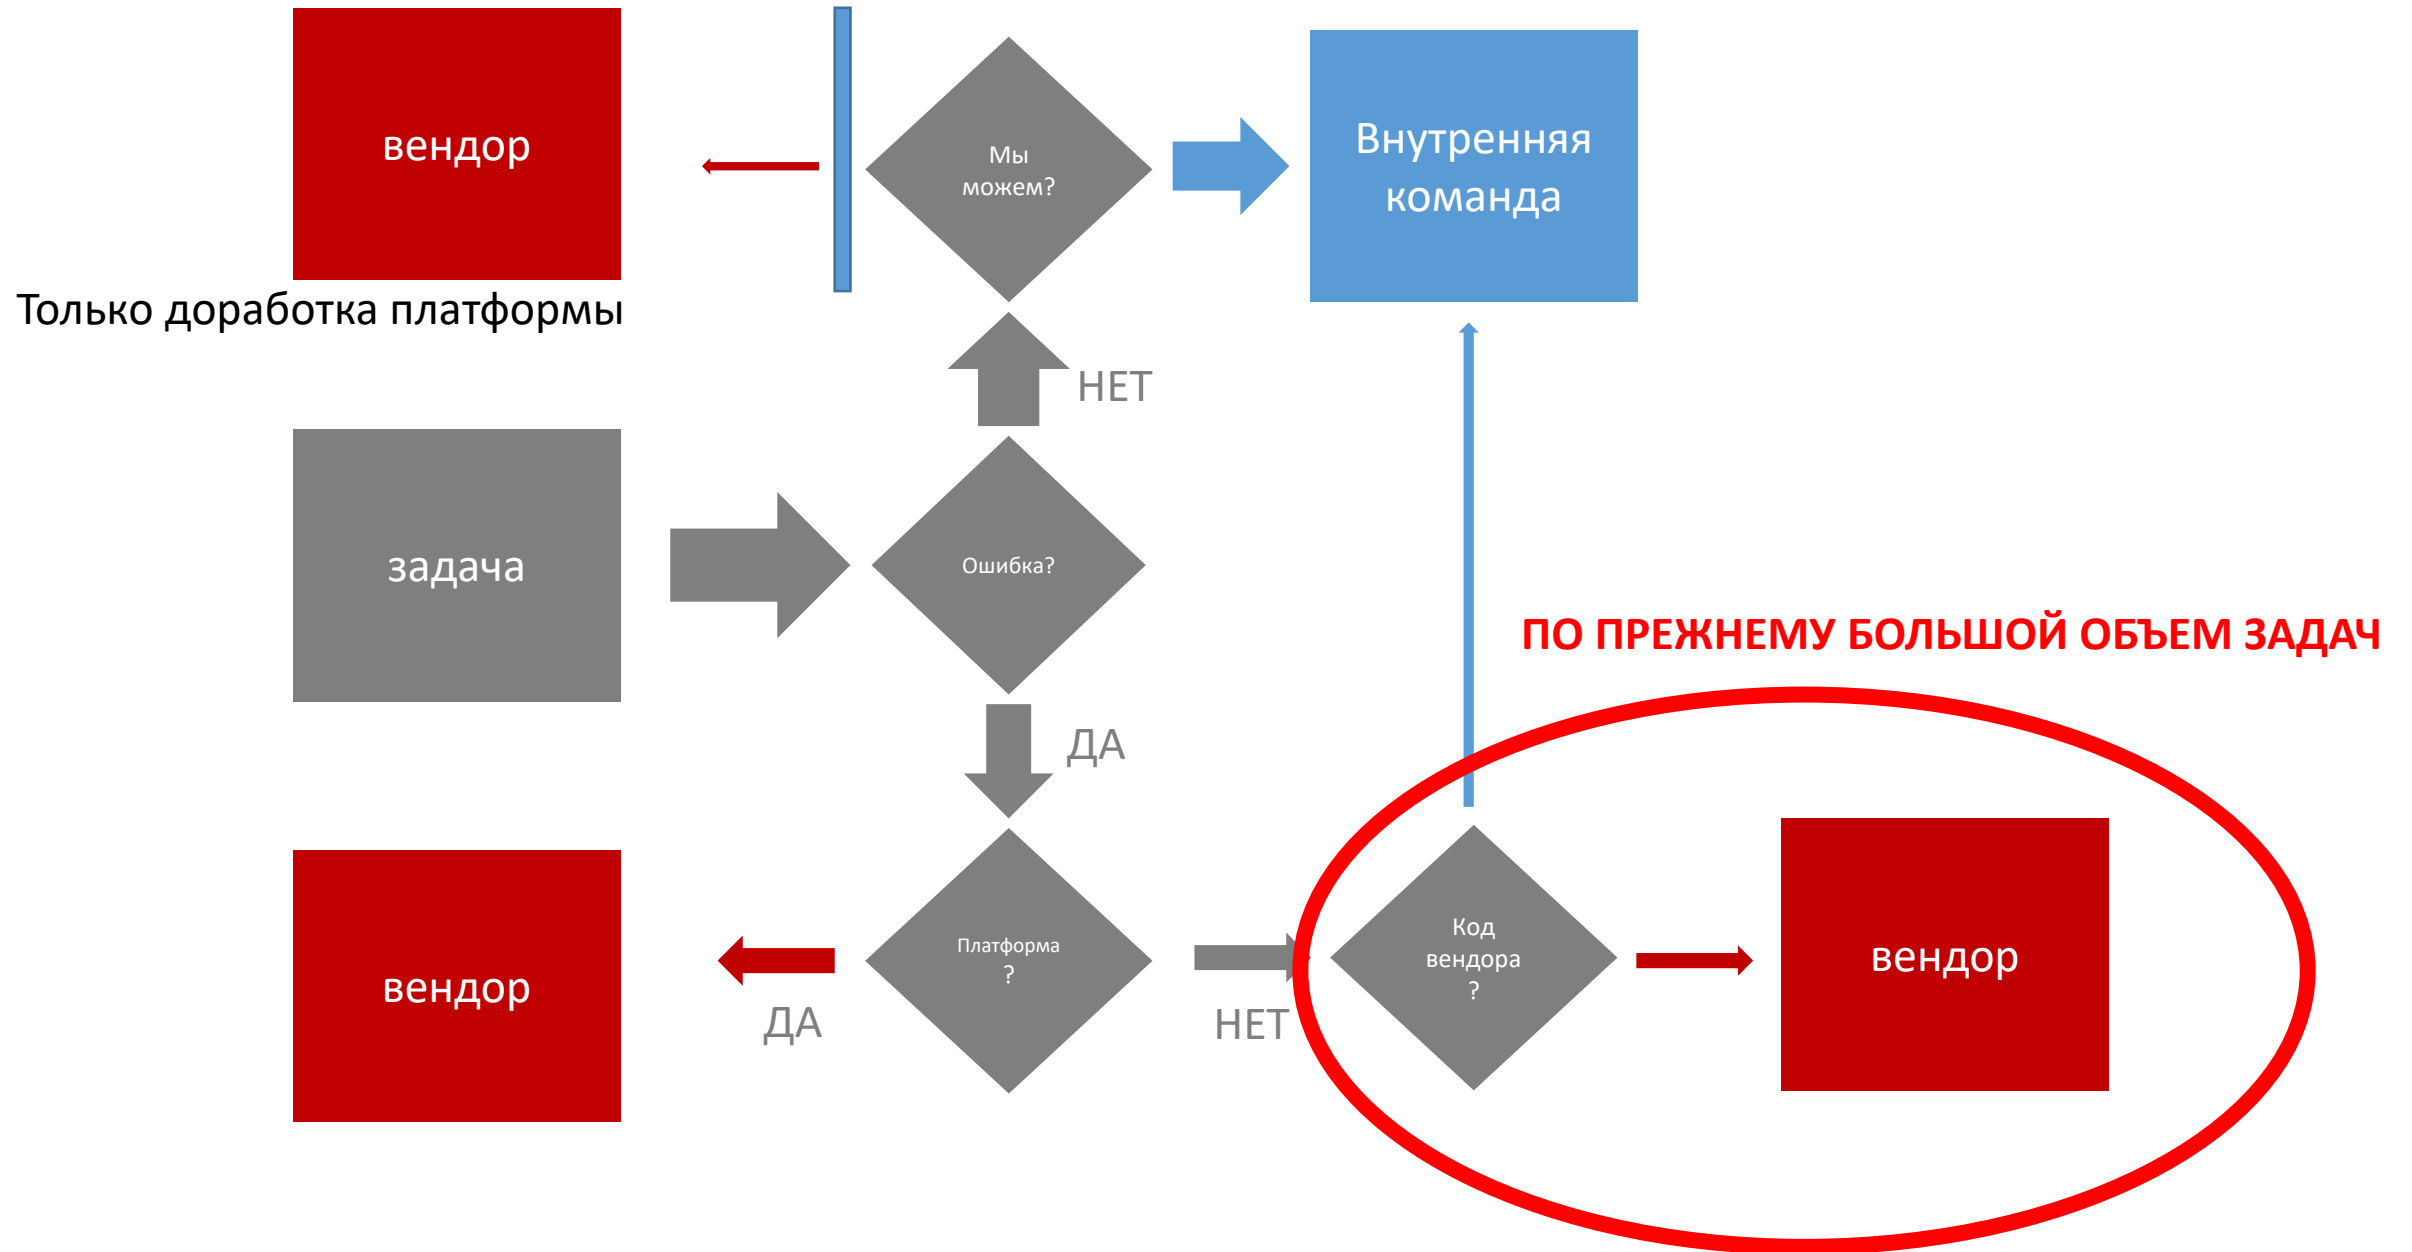 вендор
Мы
можем?
Внутренняя
команда
Только доработка платформы
НЕТ
задача
Ошибка?
ПО ПРЕЖНЕМУ БОЛЬШОЙ ОБЪЕМ ЗАДАЧ
ДА
вендор
Платформа
?
Код
вендора
?
вендор
ДА
НЕТ